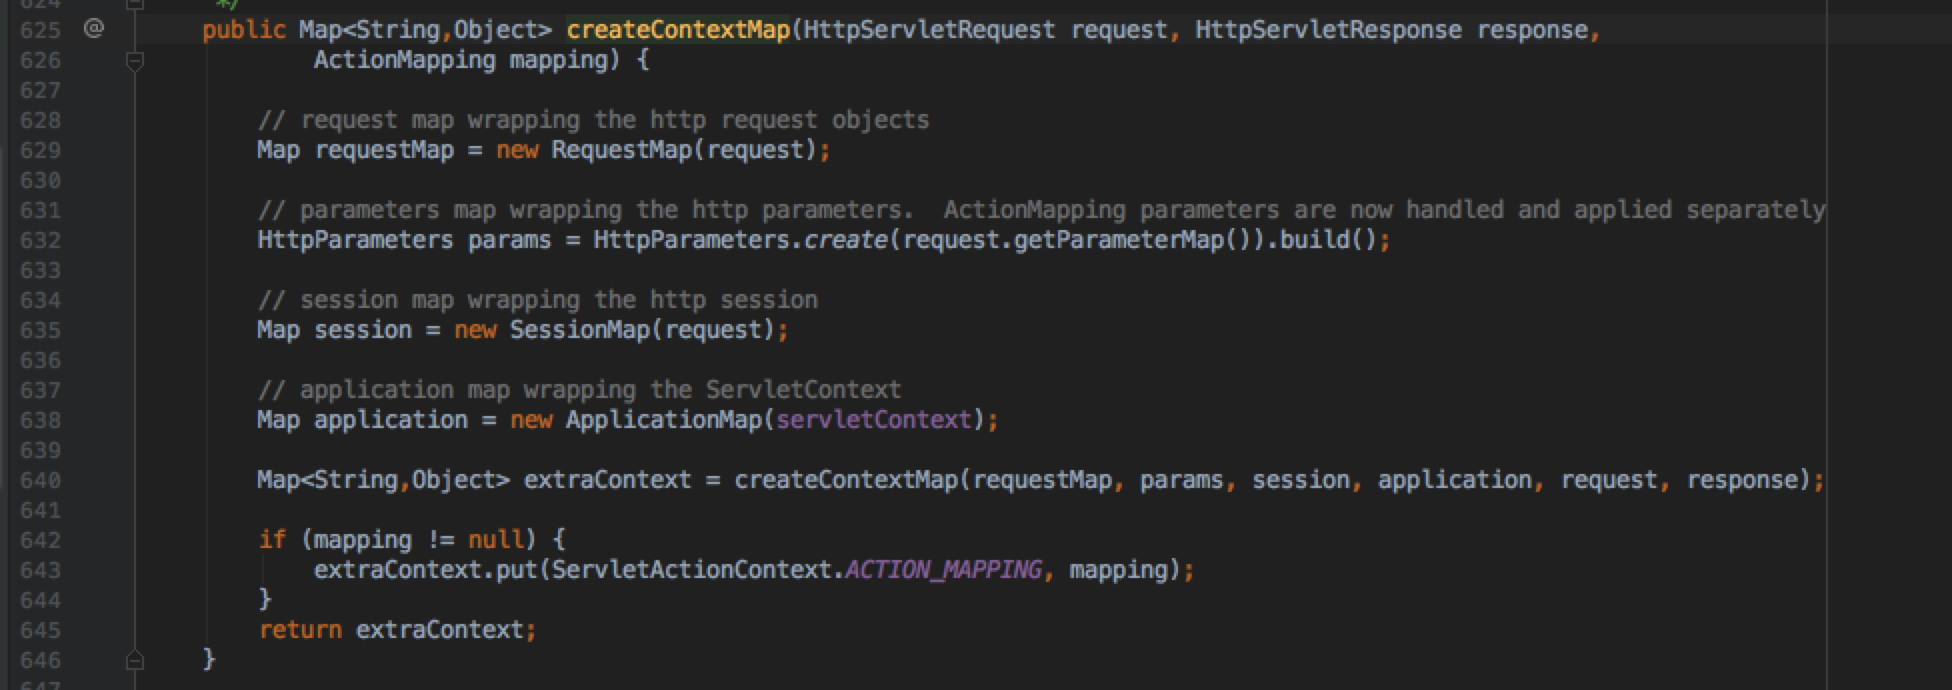 624 */
625 @ public Map<String,Object> createContextMap(HttpServletRequest request, HttpServletResponse response,
626 ActionMapping mapping) {
627
628 // request map wrapping the http request objects
629 Map requestMap = new RequestMap(request);
630
631 // parameters map wrapping the http parameters.  ActionMapping parameters are now handled and applied separately
632 HttpParameters params = HttpParameters.create(request.getParameterMap()).build();
633
634 // session map wrapping the http session
635 Map session = new SessionMap(request);
636
637 // application map wrapping the ServletContext
638 Map application = new ApplicationMap(servletContext);
639
640 Map<String,Object> extraContext = createContextMap(requestMap, params, session, application, request, response);
641
642 if (mapping != null) {
643 extraContext.put(ServletActionContext.ACTION_MAPPING, mapping);
644 }
645 return extraContext;
646 }
647